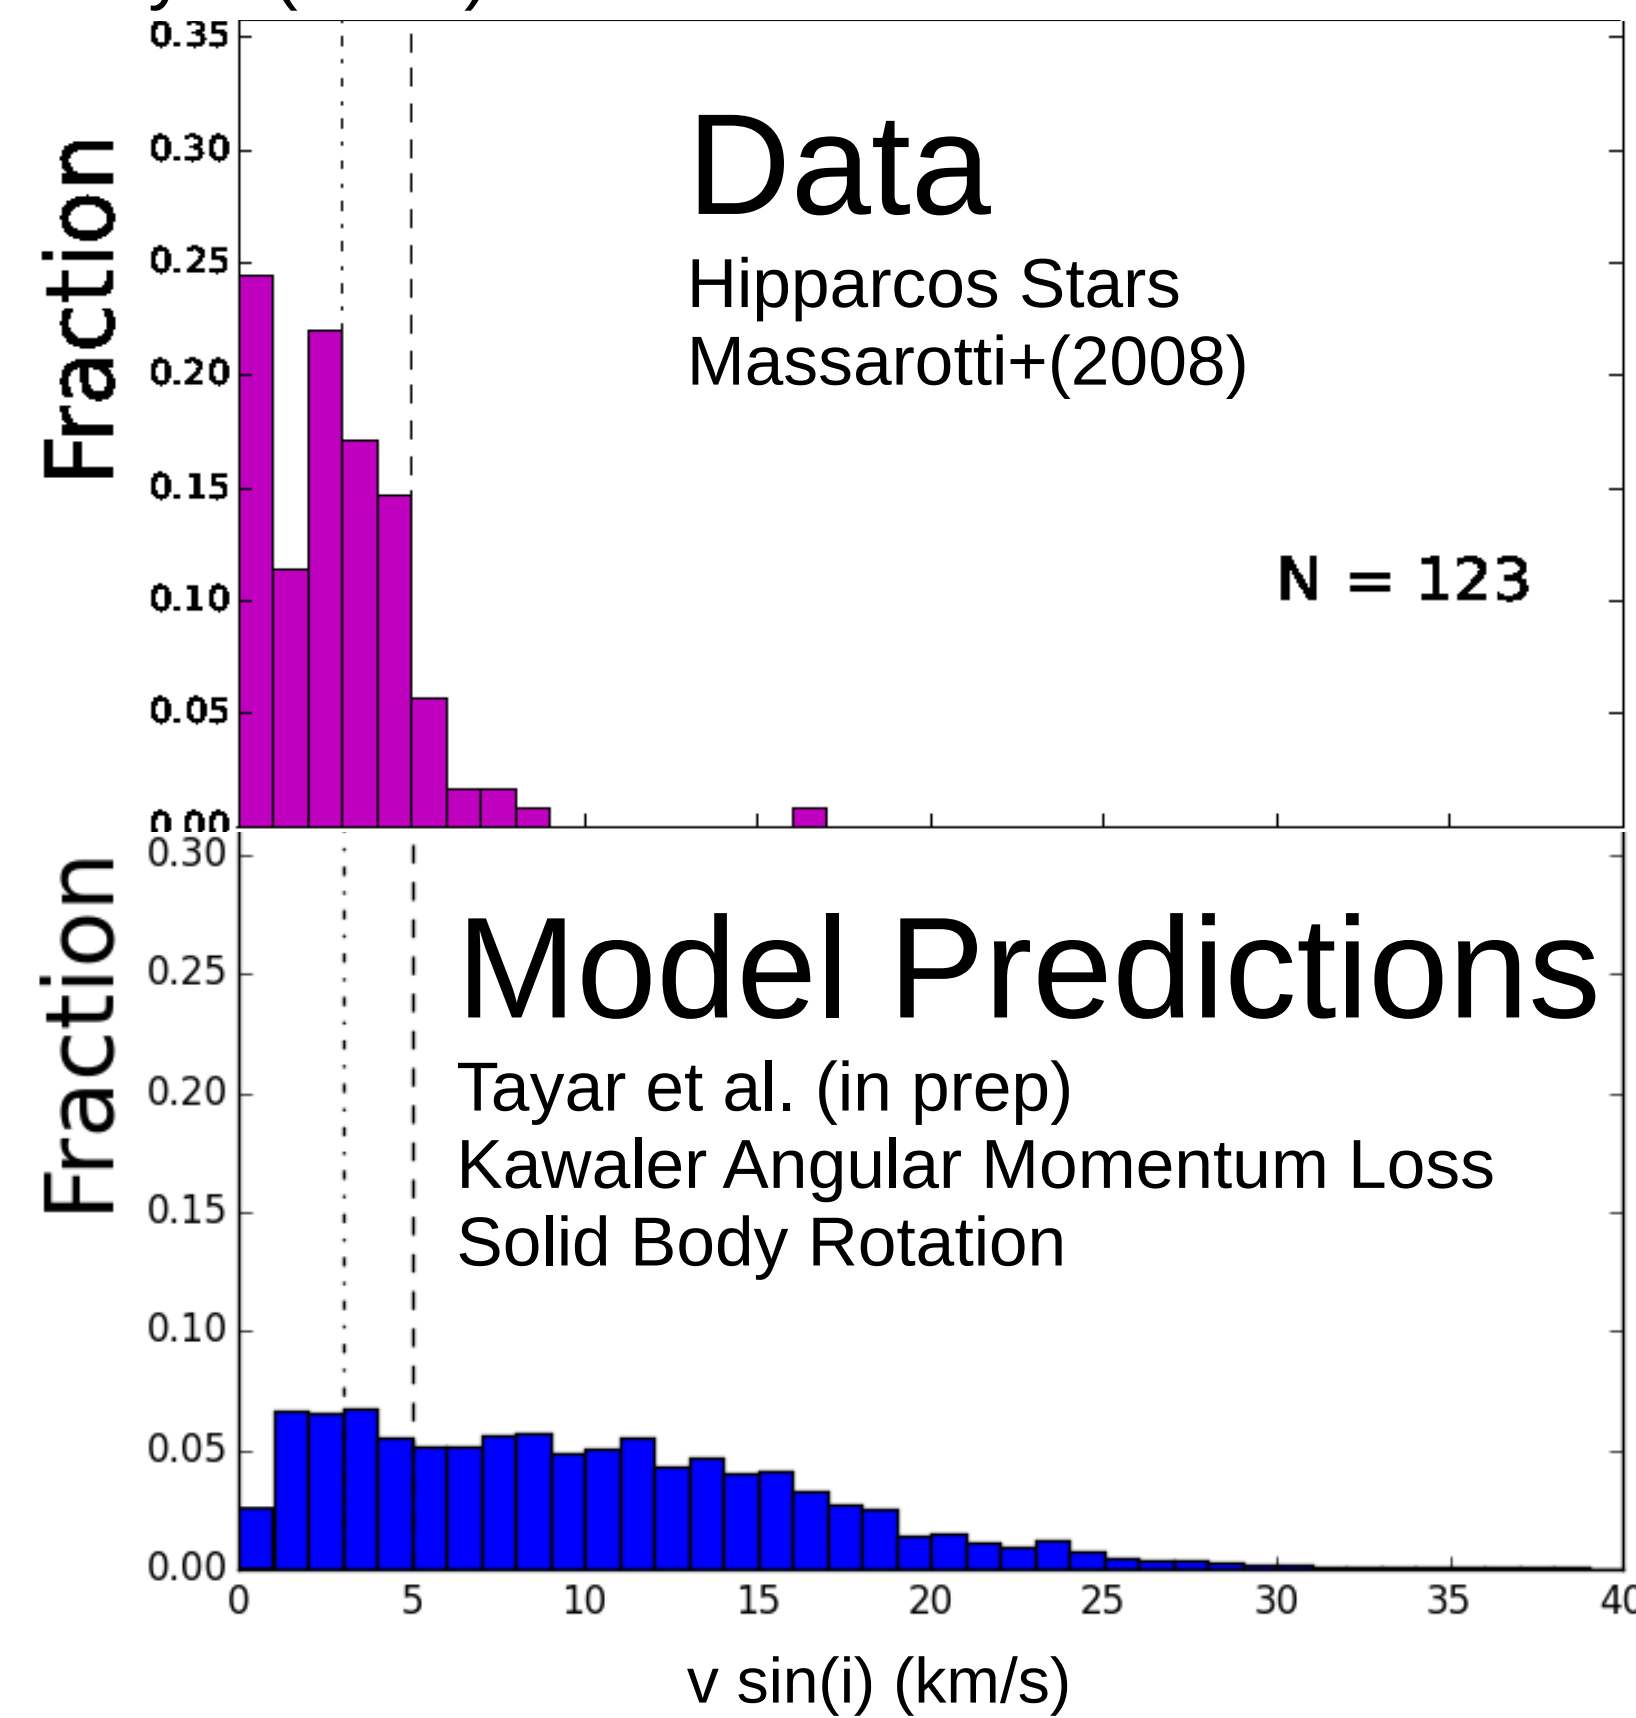 0.35
0.30
0.25
0.20
0.15
0.10
0.05
0.00
Fraction
Data
Hipparcos Stars
Massarotti+(2008)
N = 123
0.30
0.25
0.20
0.15
0.10
0.05
0.00
Fraction
Model Predictions
Tayar et al. (in prep)
Kawaler Angular Momentum Loss
Solid Body Rotation
0 5 10 15 20 25 30 35 40
v sin(i) (km/s)